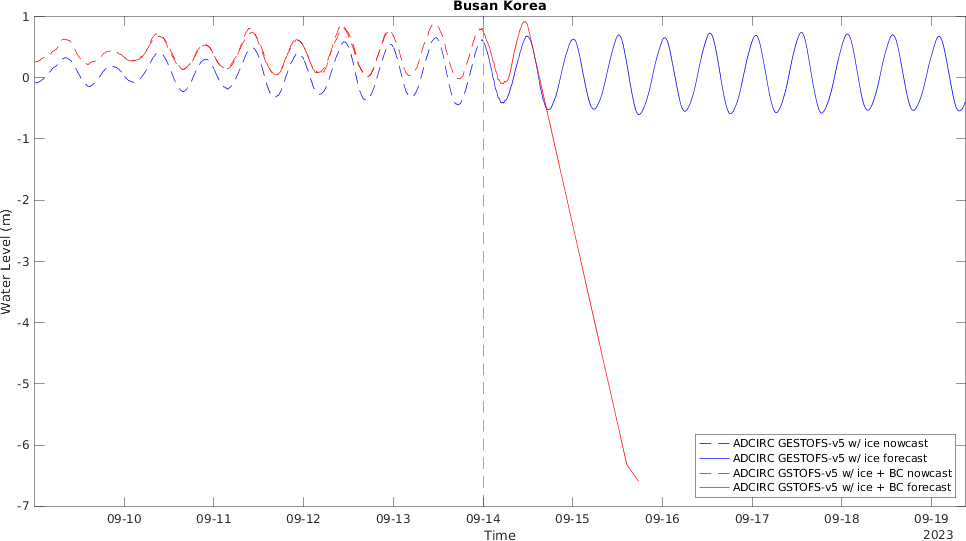 Busan Korea
1
0
-1
-2
-3
-4
-5
-6
-7
Water Level (m)
ADCIRC GESTOFS-v5 w/ ice nowcast
ADCIRC GESTOFS-v5 w/ ice forecast
ADCIRC GSTOFS-v5 w/ ice + BC nowcast
ADCIRC GSTOFS-v5 w/ ice + BC forecast
09-10 09-11 09-12 09-13 09-14 09-15 09-16 09-17 09-18 09-19
Time
2023